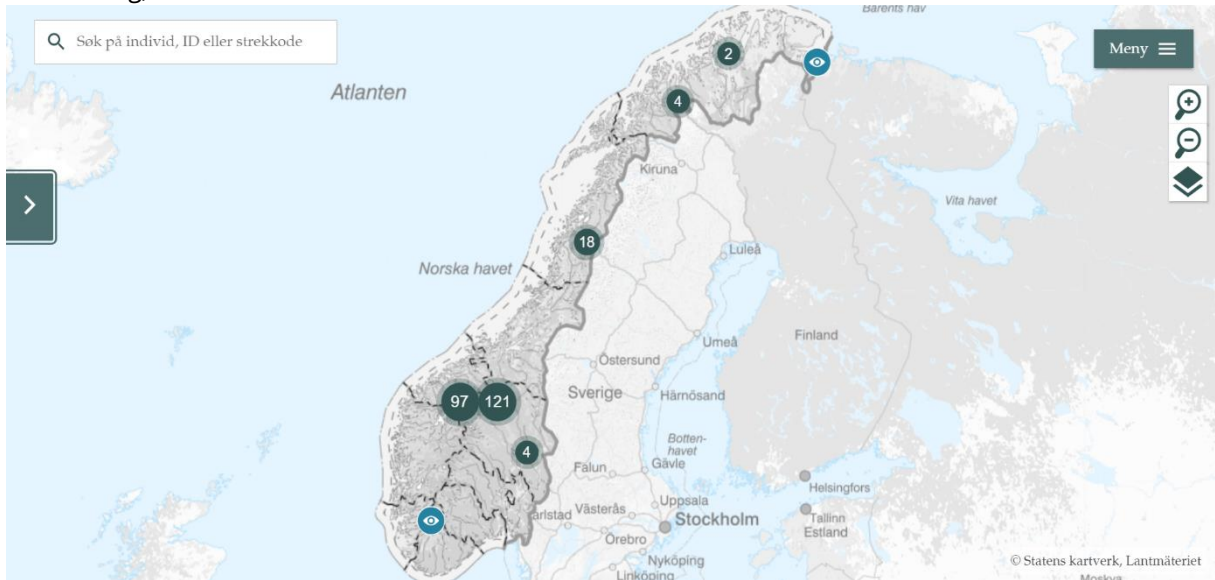 Barents hav
Søk på individ, ID eller strekkode
Meny
2
Atlanten
4
Kiruna
Vita havet
18
Luleå
Norska havet
Umeå
Finland
Östersund
Sverige
Härnösand
97
121
Botten-
havet
4
Falun
Gävle
Helsingfors
Uppsala
arlstad
Västerås
Stockholm
Tallinn
Estland
Örebro
Nyköping
© Statens kartverk, Lantmäteriet
Linköping
Moskva